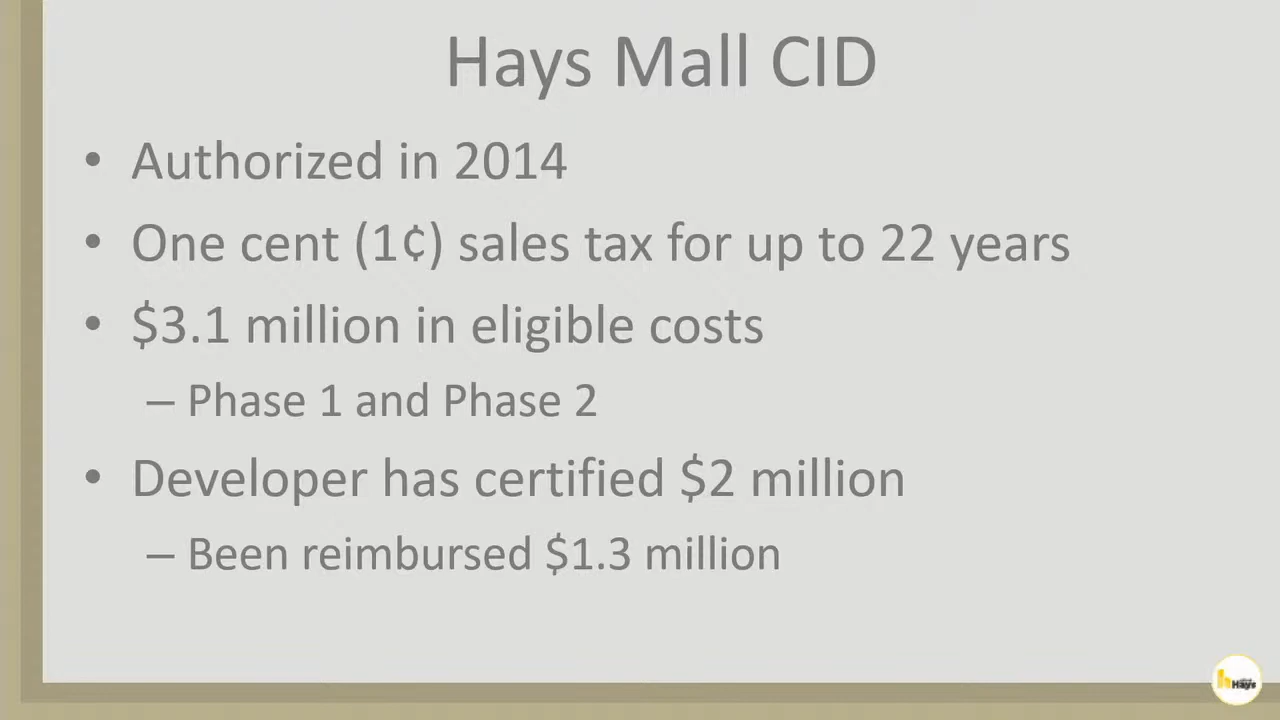 Hays Mall CID
• Authorized in 2014
• One cent (1¢) sales tax for up to 22 years
• $3.1 million in eligible costs
– Phase 1 and Phase 2
• Developer has certified $2 million
– Been reimbursed $1.3 million
Hays